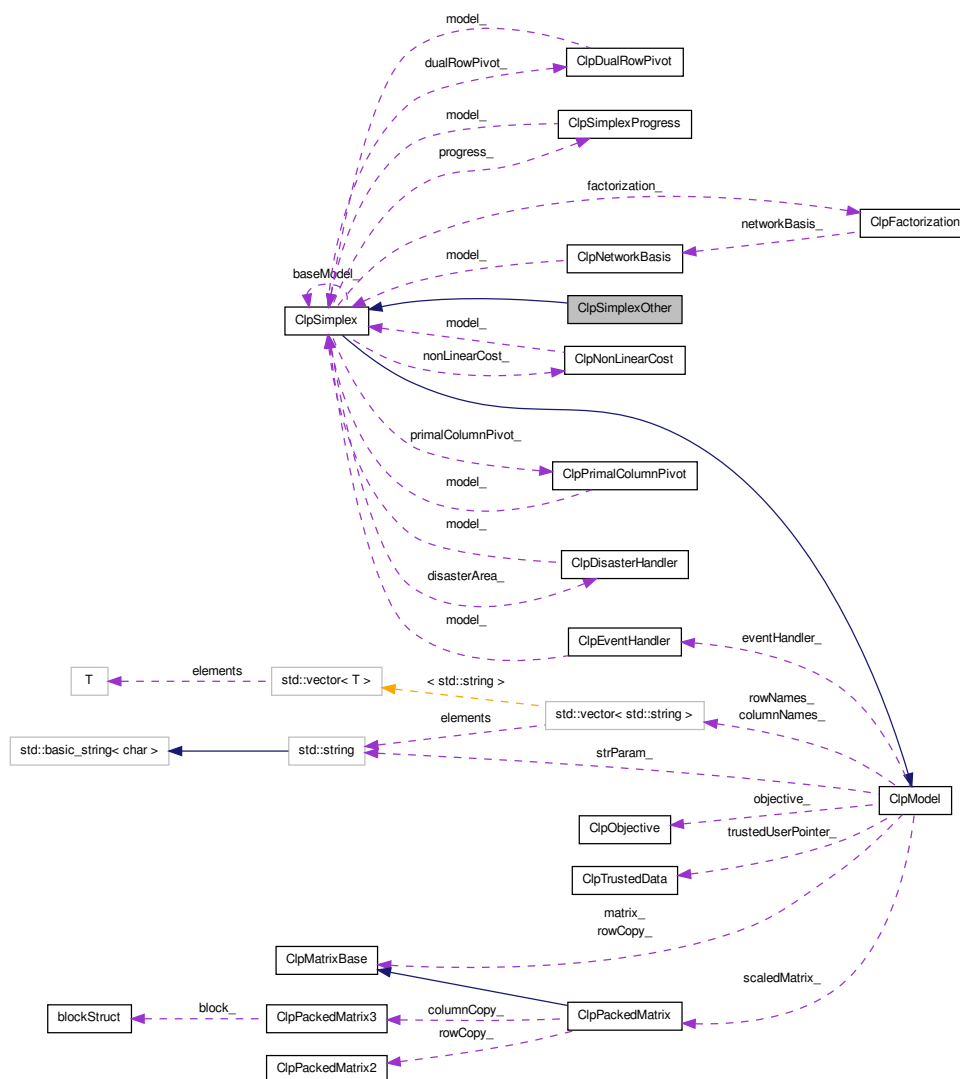 model_
ClpDualRowPivot
dualRowPivot_
model_
ClpSimplexProgress
progress_
factorization_
ClpFactorization
networkBasis_
model_
ClpNetworkBasis
baseModel_
ClpSimplexOther
ClpSimplex
model_
nonLinearCost_
ClpNonLinearCost
primalColumnPivot_
ClpPrimalColumnPivot
model_
model_
ClpDisasterHandler
disasterArea_
model_
ClpEventHandler
eventHandler_
elements
T
std::vector< T >
< std::string >
rowNames_
columnNames_
std::vector< std::string >
elements
std::basic_string< char >
std::string
strParam_
ClpModel
objective_
ClpObjective
trustedUserPointer_
ClpTrustedData
matrix_
rowCopy_
ClpMatrixBase
scaledMatrix_
blockStruct
block_
ClpPackedMatrix3
columnCopy_
ClpPackedMatrix
rowCopy_
ClpPackedMatrix2